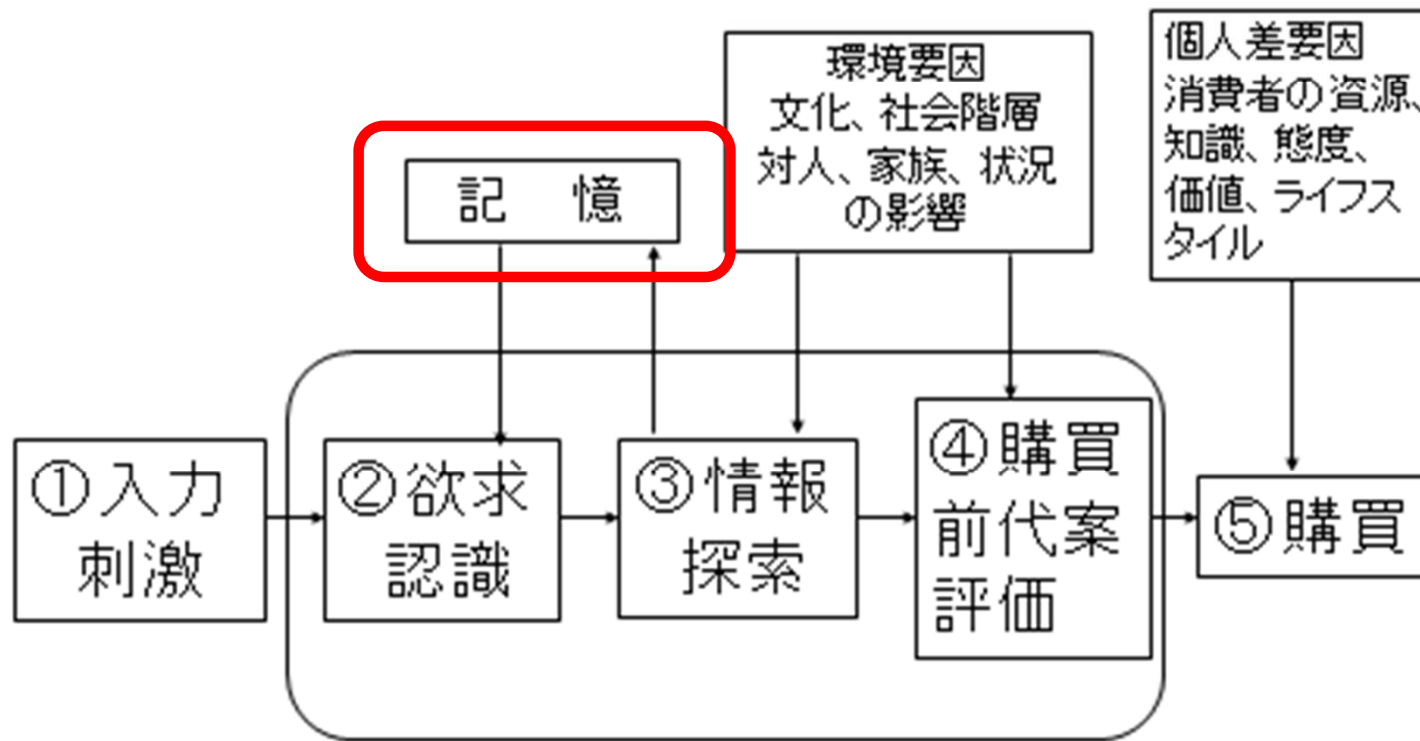 環境要因
文化、社会階層
対人、家族、状況
の影響
個人差要因
消費者の資源、
知識、態度、
価値、ライフス
タイル
記　憶
①入力
刺激
②欲求
認識
③情報
探索
④購買
前代案
評価
⑤購買